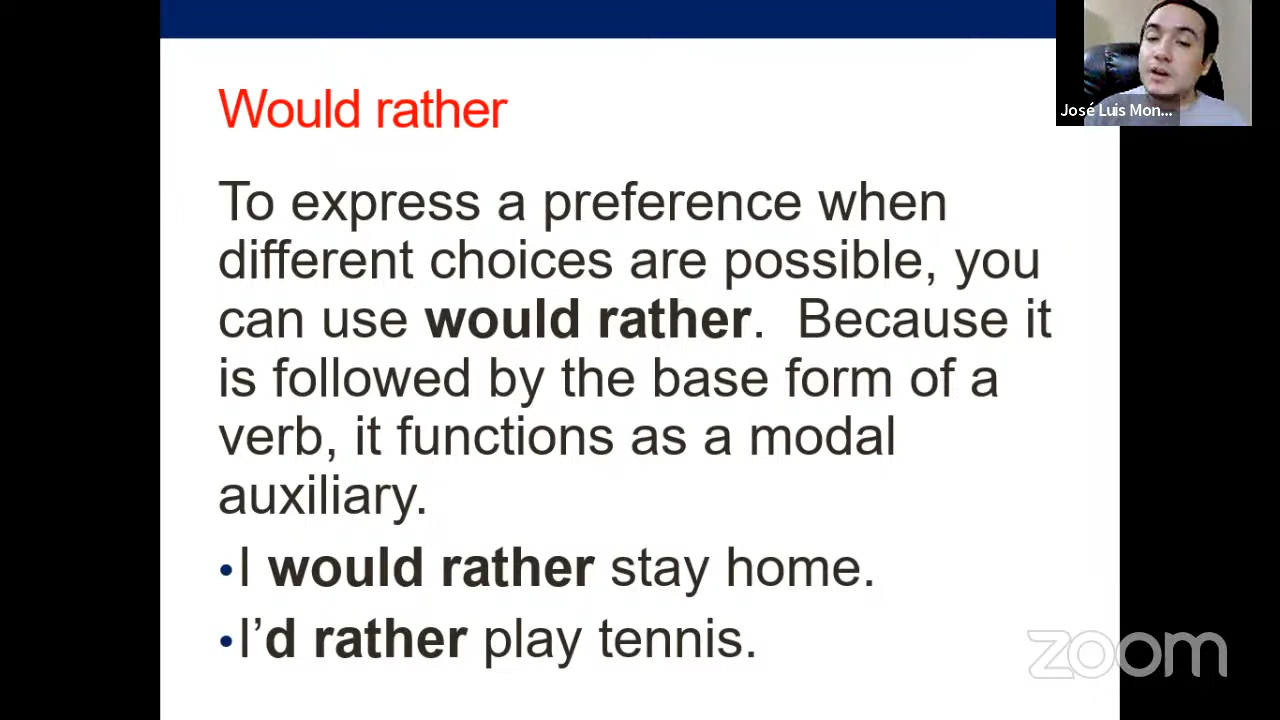 Would rather
José Luis Mon...
To express a preference when
different choices are possible, you
can use would rather.  Because it
is followed by the base form of a
verb, it functions as a modal
auxiliary.
•I would rather stay home.
•I’d rather play tennis.
zoom